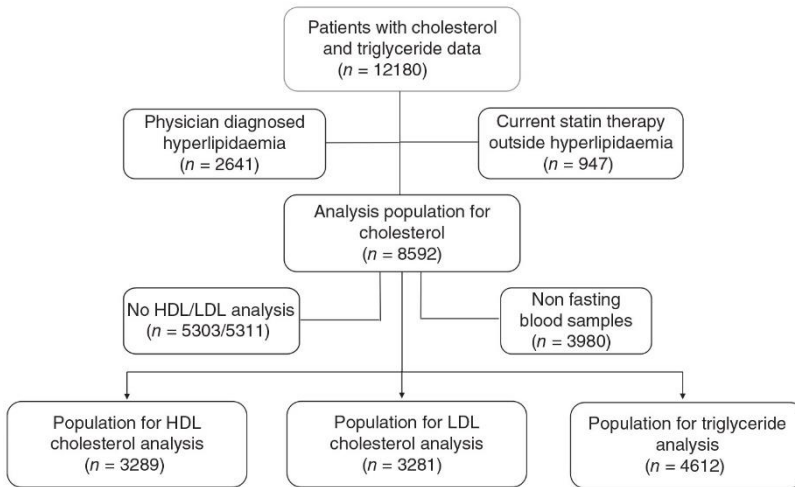 Patients with cholesterol
and triglyceride data
(n = 12180)
Physician diagnosed
hyperlipidaemia
(n = 2641)
Current statin therapy
outside hyperlipidaemia
(n = 947)
Analysis population for
cholesterol
(n = 8592)
No HDL/LDL analysis
(n = 5303/5311)
Non fasting
blood samples
(n = 3980)
Population for HDL
cholesterol analysis
(n = 3289)
Population for LDL
cholesterol analysis
(n = 3281)
Population for triglyceride
analysis
(n = 4612)